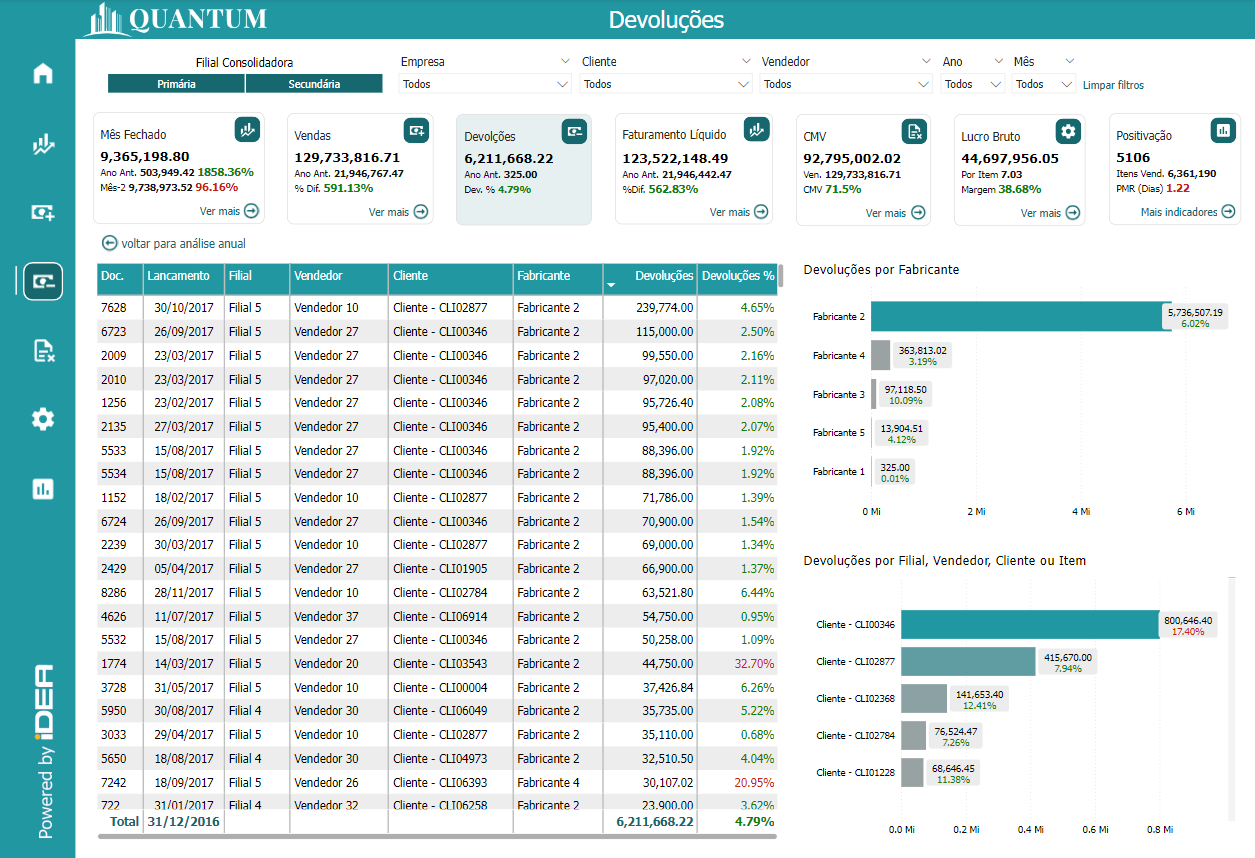 QUANTUM
Devoluções
Filial Consolidadora
Primária Secundária
Empresa Cliente Vendedor Ano Mês
Todos Todos Todos Todos Todos Limpar filtros
Mês Fechado
9,365,198.80
Ano Ant. 503,949.42 1858.36%
Mês-2 9,738,973.52 96.16%
Ver mais
Vendas
129,733,816.71
Ano Ant. 21,946,767.47
% Dif. 591.13%
Ver mais
Devolções
6,211,668.22
Ano Ant. 325.00
Dev. % 4.79%
Faturamento Líquido
123,522,148.49
Ano Ant. 21,946,442.47
%Dif. 562.83%
Ver mais
CMV
92,795,002.02
Ven. 129,733,816.71
CMV 71.5%
Ver mais
Lucro Bruto
44,697,956.05
Por Item 7.03
Margem 38.68%
Ver mais
Positivação
5106
Itens Vend. 6,361,190
PMR (Dias) 1.22
Mais indicadores
voltar para análise anual
Doc. Lancamento Filial Vendedor Cliente Fabricante Devoluções Devoluções %
7628 30/10/2017 Filial 5 Vendedor 10 Cliente - CLI02877 Fabricante 2 239,774.00 4.65%
6723 26/09/2017 Filial 5 Vendedor 27 Cliente - CLI00346 Fabricante 2 115,000.00 2.50%
2009 23/03/2017 Filial 5 Vendedor 27 Cliente - CLI00346 Fabricante 2 99,550.00 2.16%
2010 23/03/2017 Filial 5 Vendedor 27 Cliente - CLI00346 Fabricante 2 97,020.00 2.11%
1256 23/02/2017 Filial 5 Vendedor 27 Cliente - CLI00346 Fabricante 2 95,726.40 2.08%
2135 27/03/2017 Filial 5 Vendedor 27 Cliente - CLI00346 Fabricante 2 95,400.00 2.07%
5533 15/08/2017 Filial 5 Vendedor 27 Cliente - CLI00346 Fabricante 2 88,396.00 1.92%
5534 15/08/2017 Filial 5 Vendedor 27 Cliente - CLI00346 Fabricante 2 88,396.00 1.92%
1152 18/02/2017 Filial 5 Vendedor 10 Cliente - CLI02877 Fabricante 2 71,786.00 1.39%
6724 26/09/2017 Filial 5 Vendedor 27 Cliente - CLI00346 Fabricante 2 70,900.00 1.54%
2239 30/03/2017 Filial 5 Vendedor 10 Cliente - CLI02877 Fabricante 2 69,000.00 1.34%
2429 05/04/2017 Filial 5 Vendedor 27 Cliente - CLI01905 Fabricante 2 66,900.00 1.37%
8286 28/11/2017 Filial 5 Vendedor 10 Cliente - CLI02784 Fabricante 2 63,521.80 6.44%
4626 11/07/2017 Filial 5 Vendedor 37 Cliente - CLI06914 Fabricante 2 54,750.00 0.95%
5532 15/08/2017 Filial 5 Vendedor 27 Cliente - CLI00346 Fabricante 2 50,258.00 1.09%
1774 14/03/2017 Filial 5 Vendedor 20 Cliente - CLI03543 Fabricante 2 44,750.00 32.70%
3728 31/05/2017 Filial 5 Vendedor 10 Cliente - CLI00004 Fabricante 2 37,426.84 6.26%
5950 30/08/2017 Filial 4 Vendedor 30 Cliente - CLI06049 Fabricante 2 35,735.00 5.22%
3033 29/04/2017 Filial 5 Vendedor 10 Cliente - CLI02877 Fabricante 2 35,110.00 0.68%
5650 18/08/2017 Filial 4 Vendedor 30 Cliente - CLI04973 Fabricante 2 32,510.50 4.04%
7242 18/09/2017 Filial 5 Vendedor 26 Cliente - CLI06393 Fabricante 4 30,107.02 20.95%
722 31/01/2017 Filial 4 Vendedor 32 Cliente - CLI06258 Fabricante 2 23,900.00 3.62%
Total 31/12/2016 6,211,668.22 4.79%
Devoluções por Fabricante
Fabricante 2 5,736,507.19
6.02%
Fabricante 4 363,813.02
3.19%
Fabricante 3 97,118.50
10.09%
Fabricante 5 13,904.51
4.12%
Fabricante 1 325.00
0.01%
0 Mi 2 Mi 4 Mi 6 Mi
Devoluções por Filial, Vendedor, Cliente ou Item
Cliente - CLI00346 800,646.40
17.40%
Cliente - CLI02877 415,670.00
7.94%
Cliente - CLI02368 141,653.40
12.41%
Cliente - CLI02784 76,524.47
7.26%
Cliente - CLI01228 68,646.45
11.38%
0.0 Mi 0.2 Mi 0.4 Mi 0.6 Mi 0.8 Mi
Powered by iDEA